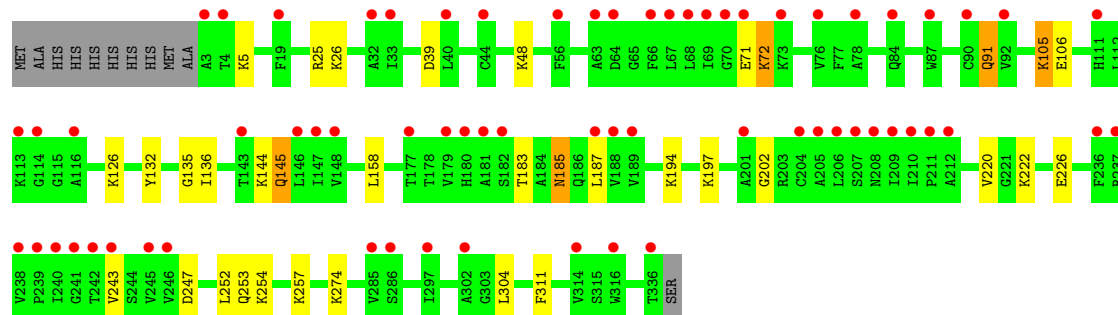 MET ALA HIS HIS HIS HIS HIS HIS MET ALA A3 T4 K5 F19 R25 K26 A32 I33 D39 L40 C44 K48 F56 A63 D64 G65 F66 L67 L68 I69 G70 E71 K72 K73 V76 F77 A78 Q84 W87 C90 Q91 V92 K105 E106 H111 L112
K113 G114 G115 A116 K126 Y132 G135 I136 T143 K144 Q145 L146 I147 V148 L158 T177 T178 V179 H180 A181 S182 T183 A184 N185 Q186 L187 V188 V189 K194 K197 A201 G202 R203 C204 A205 L206 S207 N208 I209 I210 P211 A212 V220 G221 K222 E226 F236 P237
V238 P239 I240 G241 T242 V243 S244 V245 V246 D247 L252 Q253 K254 K257 K274 V285 S286 I297 A302 G303 L304 F311 V314 S315 W316 T336 SER